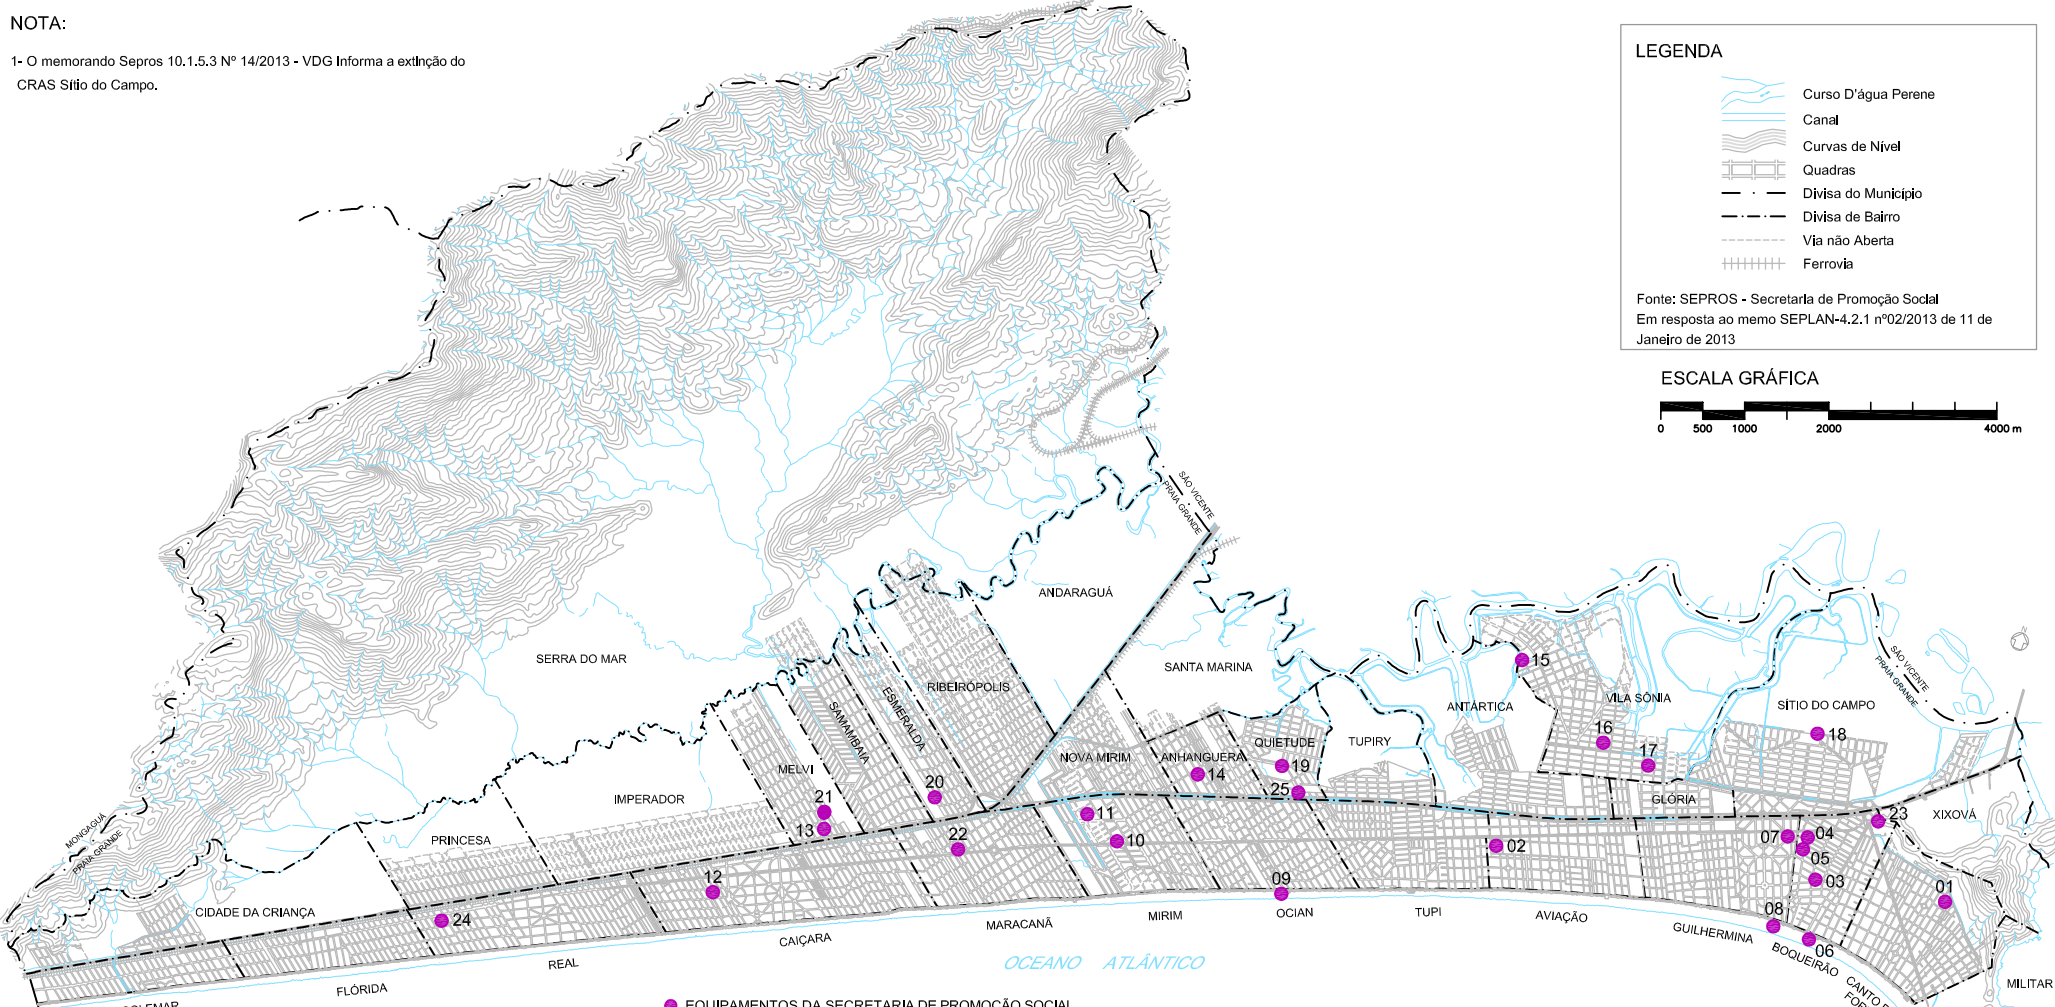 NOTA:
1- O memorando Sepros 10.1.5.3 Nº 14/2013 - VDG Informa a extinção do
CRAS Sítio do Campo.
LEGENDA
Curso D'água Perene
Canal
Curvas de Nível
Quadras
Divisa do Município
Divisa de Bairro
Via não Aberta
Ferrovia
Fonte: SEPROS - Secretaria de Promoção Social
Em resposta ao memo SEPLAN-4.2.1 nº02/2013 de 11 de
Janeiro de 2013
ESCALA GRÁFICA
0 500 1000 2000 4000 m
SÃO VICENTE
PRAIA GRANDE
ANDARAGUÁ
SERRA DO MAR
SANTA MARINA
RIBEIRÓPOLIS
ESMERALDA
SAMAMBAIA
MELVI
IMPERADOR
PRINCESA
CIDADE DA CRIANÇA
MONGAGUÁ
PRAIA GRANDE
NOVA MIRIM
ANHANGUERA
QUIETUDE
TUPIRY
ANTÁRTICA
VILA SÔNIA
SÍTIO DO CAMPO
SÃO VICENTE
PRAIA GRANDE
GLÓRIA
XIXOVÁ
15
16
17
18
14
19
25
20
21
13
22
11
10
12
24
09
02
07
04
05
03
23
01
08
06
FLÓRIDA
REAL
CAIÇARA
MARACANÃ
MIRIM
OCIAN
TUPI
AVIAÇÃO
GUILHERMINA
BOQUEIRÃO
MILITAR
OCEANO ATLÂNTICO
EQUIPAMENTOS DA SECRETARIA DE PROMOÇÃO SOCIAL